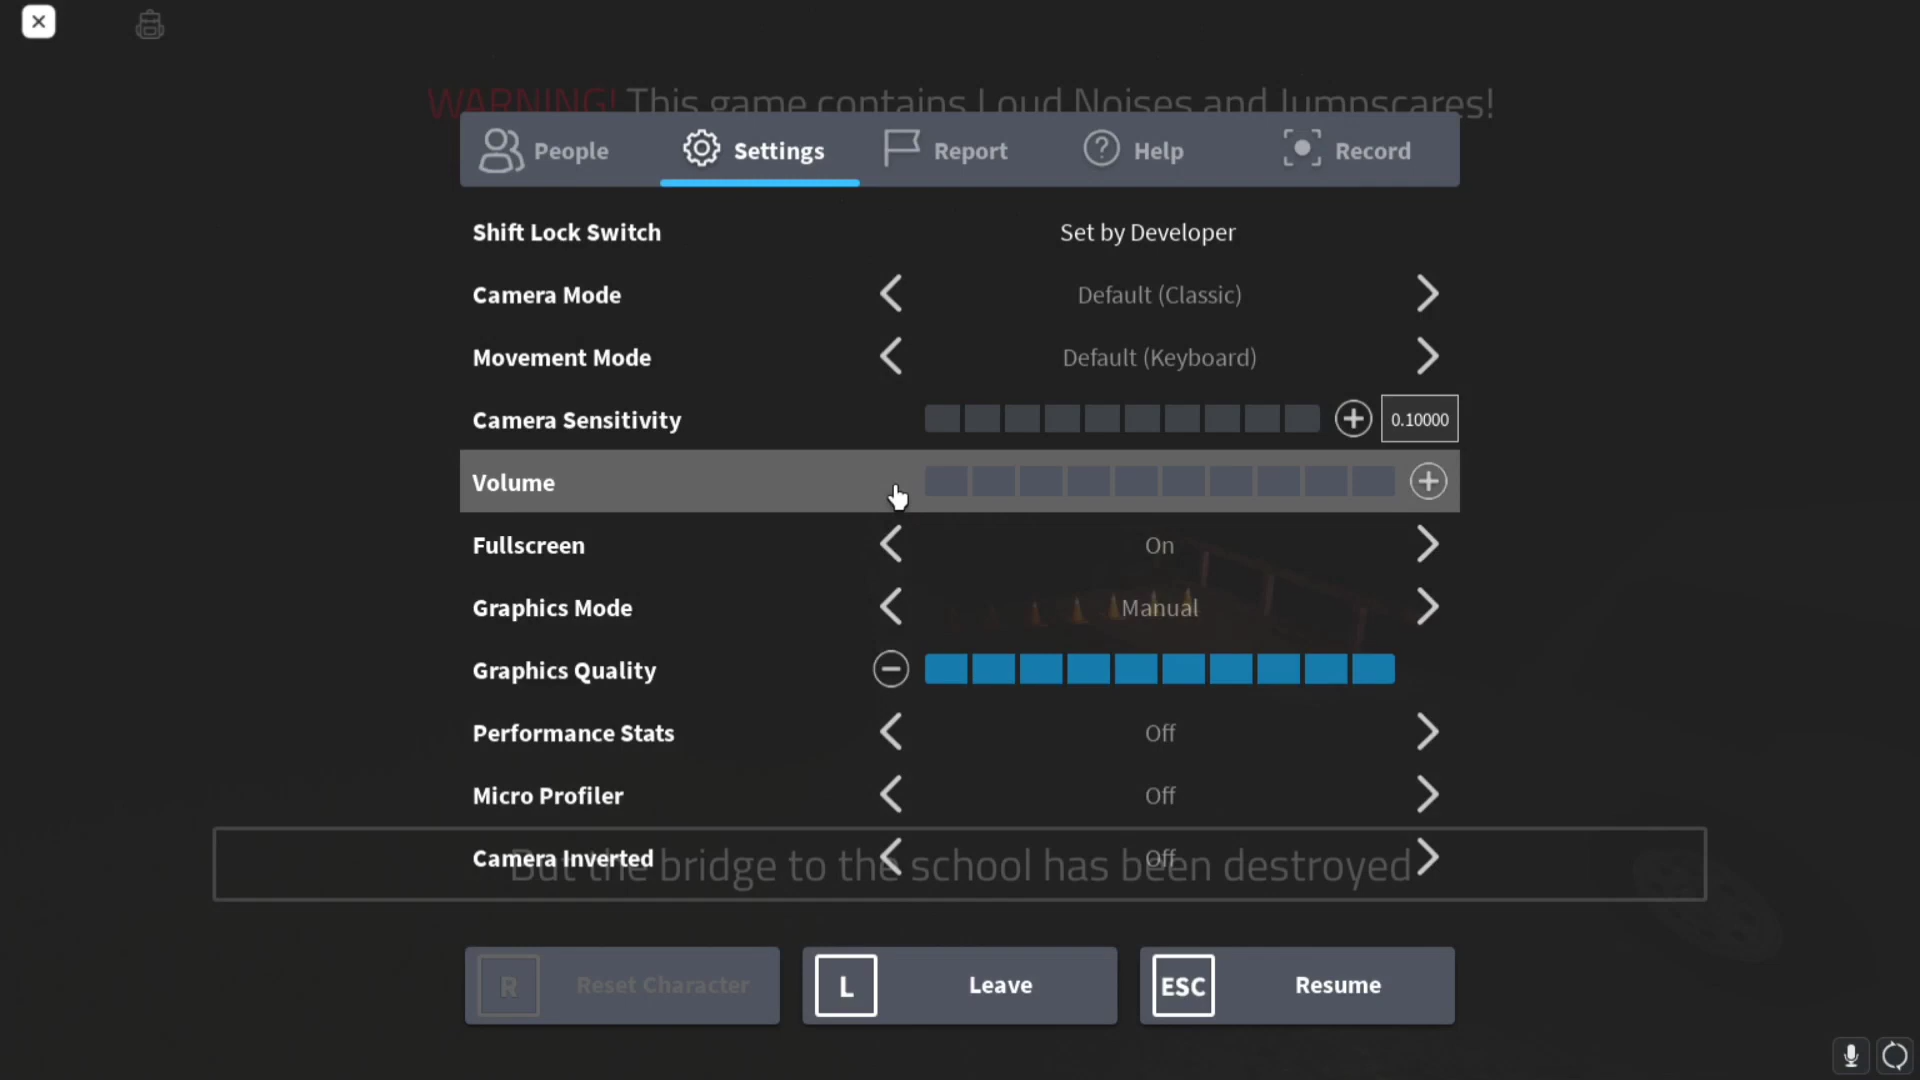 WARNING! This game contains Loud Noises and Jumpscares!
People Settings Report Help Record
Shift Lock Switch Set by Developer
Camera Mode Default (Classic)
Movement Mode Default (Keyboard)
Camera Sensitivity 0.10000
Volume
Fullscreen On
Graphics Mode Manual
Graphics Quality
Performance Stats Off
Micro Profiler Off
Camera Inverted Off
But the bridge to the school has been destroyed
R Reset Character L Leave ESC Resume